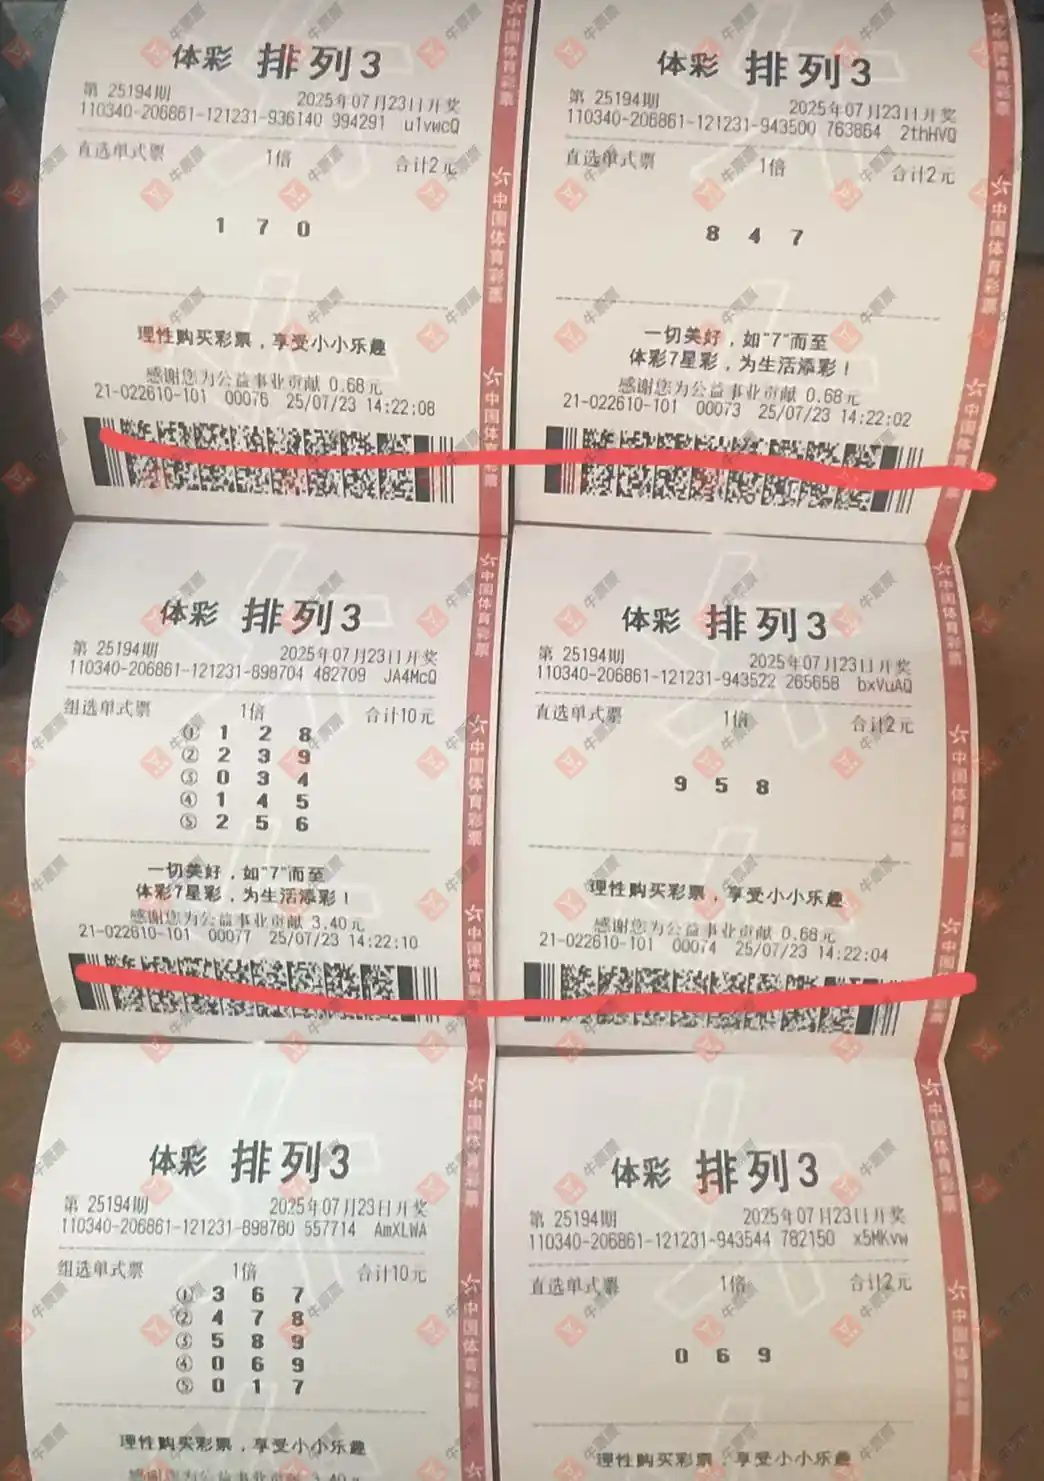 体彩 排列3
第 25194期 2025年07月23日开奖
110340-206861-121231-936140 994291 u1vwcQ
直选单式票 1倍 合计2元
1 7 0
理性购买彩票，享受小小乐趣
感谢您为公益事业贡献 0.68元
21-022610-101 00076 25/07/23 14:22:08
体彩 排列3
第 25194期 2025年07月23日开奖
110340-206861-121231-943500 763864 2thHVQ
直选单式票 1倍 合计2元
8 4 7
一切美好，如"7"而至
体彩7星彩，为生活添彩！
感谢您为公益事业贡献 0.68元
21-022610-101 00073 25/07/23 14:22:02
体彩 排列3
第 25194期 2025年07月23日开奖
110340-206861-121231-898704 482709 JA4McQ
组选单式票 1倍 合计10元
① 1 2 8
② 2 3 9
③ 0 3 4
④ 1 4 5
⑤ 2 5 6
一切美好，如"7"而至
体彩7星彩，为生活添彩！
感谢您为公益事业贡献 3.40元
21-022610-101 00077 25/07/23 14:22:10
体彩 排列3
第 25194期 2025年07月23日开奖
110340-206861-121231-943522 265658 bxVuAQ
直选单式票 1倍 合计2元
9 5 8
理性购买彩票，享受小小乐趣
感谢您为公益事业贡献 0.68元
21-022610-101 00074 25/07/23 14:22:04
体彩 排列3
第 25194期 2025年07月23日开奖
110340-206861-121231-898760 557714 AmXLWA
组选单式票 1倍 合计10元
① 3 6 7
② 4 7 8
③ 5 8 9
④ 0 6 9
⑤ 0 1 7
理性购买彩票，享受小小乐趣
感谢您为公益事业贡献 3.40元
体彩 排列3
第 25194期 2025年07月23日开奖
110340-206861-121231-943544 782150 x5MKvw
直选单式票 1倍 合计2元
0 6 9
理性购买彩票，享受小小乐趣
中国体育彩票
中国体育彩票
牛票票